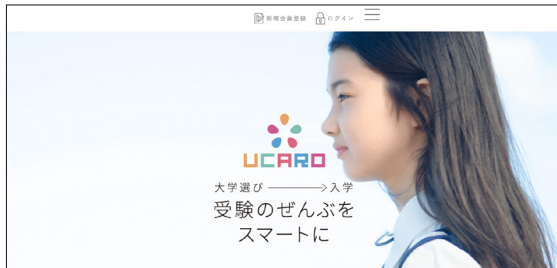 新規会員登録 ログイン
UCARO
大学選び → 入学
受験のぜんぶを
スマートに